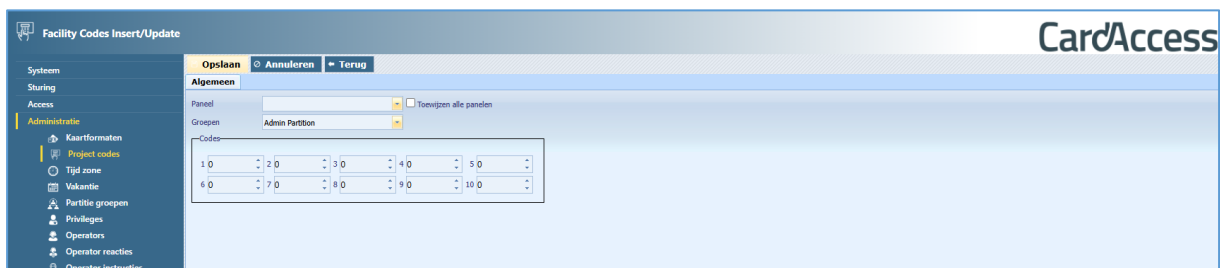 Facility Codes Insert/Update
CardAccess
Opslaan Annuleren Terug
Algemeen
Systeem
Sturing
Access
Administratie
Kaartformaten
Project codes
Tijd zone
Vakantie
Partitie groepen
Privileges
Operators
Operator reacties
Operator instructies
Paneel Toewijzen alle panelen
Groepen Admin Partition
Codes
1 0 2 0 3 0 4 0 5 0
6 0 7 0 8 0 9 0 10 0